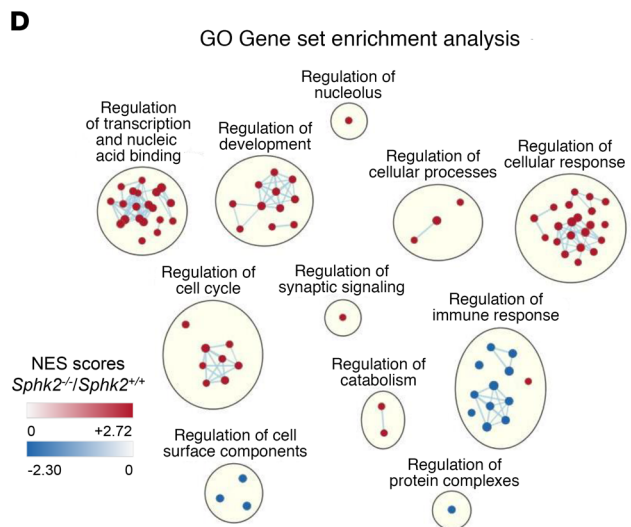 D
GO Gene set enrichment analysis
Regulation of
nucleolus
Regulation
of transcription
and nucleic
acid binding
Regulation of
development
Regulation of
cellular processes
Regulation of
cellular response
Regulation of
cell cycle
Regulation of
synaptic signaling
Regulation of
immune response
NES scores
Sphk2-/-/Sphk2+/+
0 +2.72
-2.30 0
Regulation of
catabolism
Regulation of cell
surface components
Regulation of
protein complexes